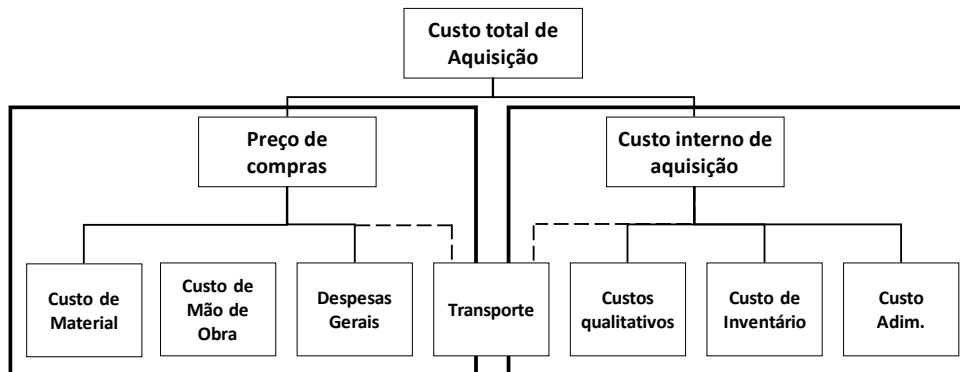 Custo total de
Aquisição
Preço de
compras
Custo interno de
aquisição
Custo de
Material
Custo de
Mão de
Obra
Despesas
Gerais
Transporte
Custos
qualitativos
Custo de
Inventário
Custo
Adim.